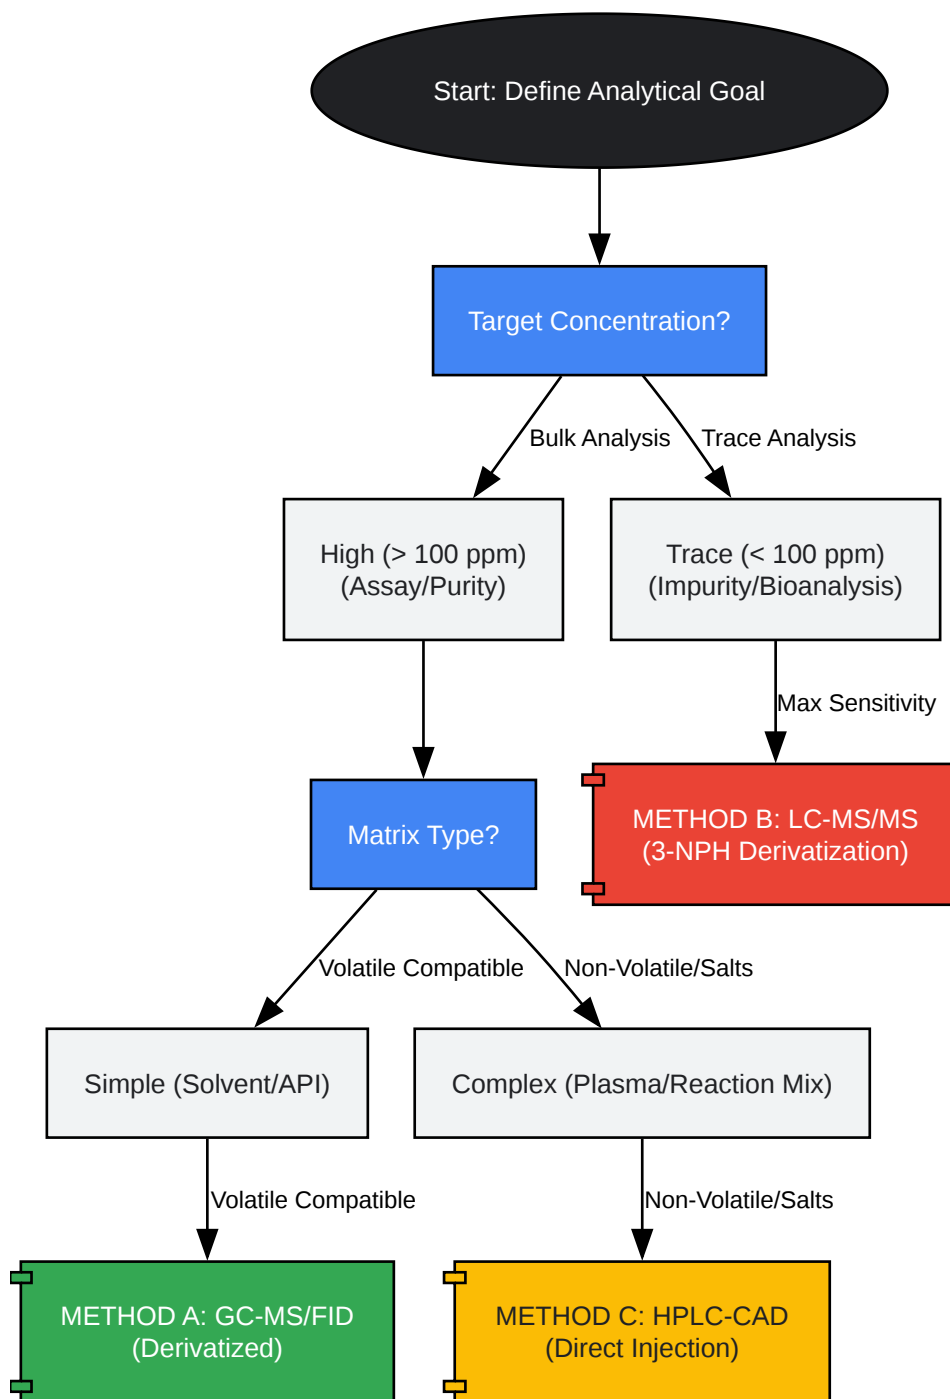 Start: Define Analytical Goal
Target Concentration?
Bulk Analysis
Trace Analysis
High (> 100 ppm)
(Assay/Purity)
Trace (< 100 ppm)
(Impurity/Bioanalysis)
Max Sensitivity
METHOD B: LC-MS/MS
(3-NPH Derivatization)
Matrix Type?
Volatile Compatible
Non-Volatile/Salts
Simple (Solvent/API)
Complex (Plasma/Reaction Mix)
Volatile Compatible
Non-Volatile/Salts
METHOD A: GC-MS/FID
(Derivatized)
METHOD C: HPLC-CAD
(Direct Injection)